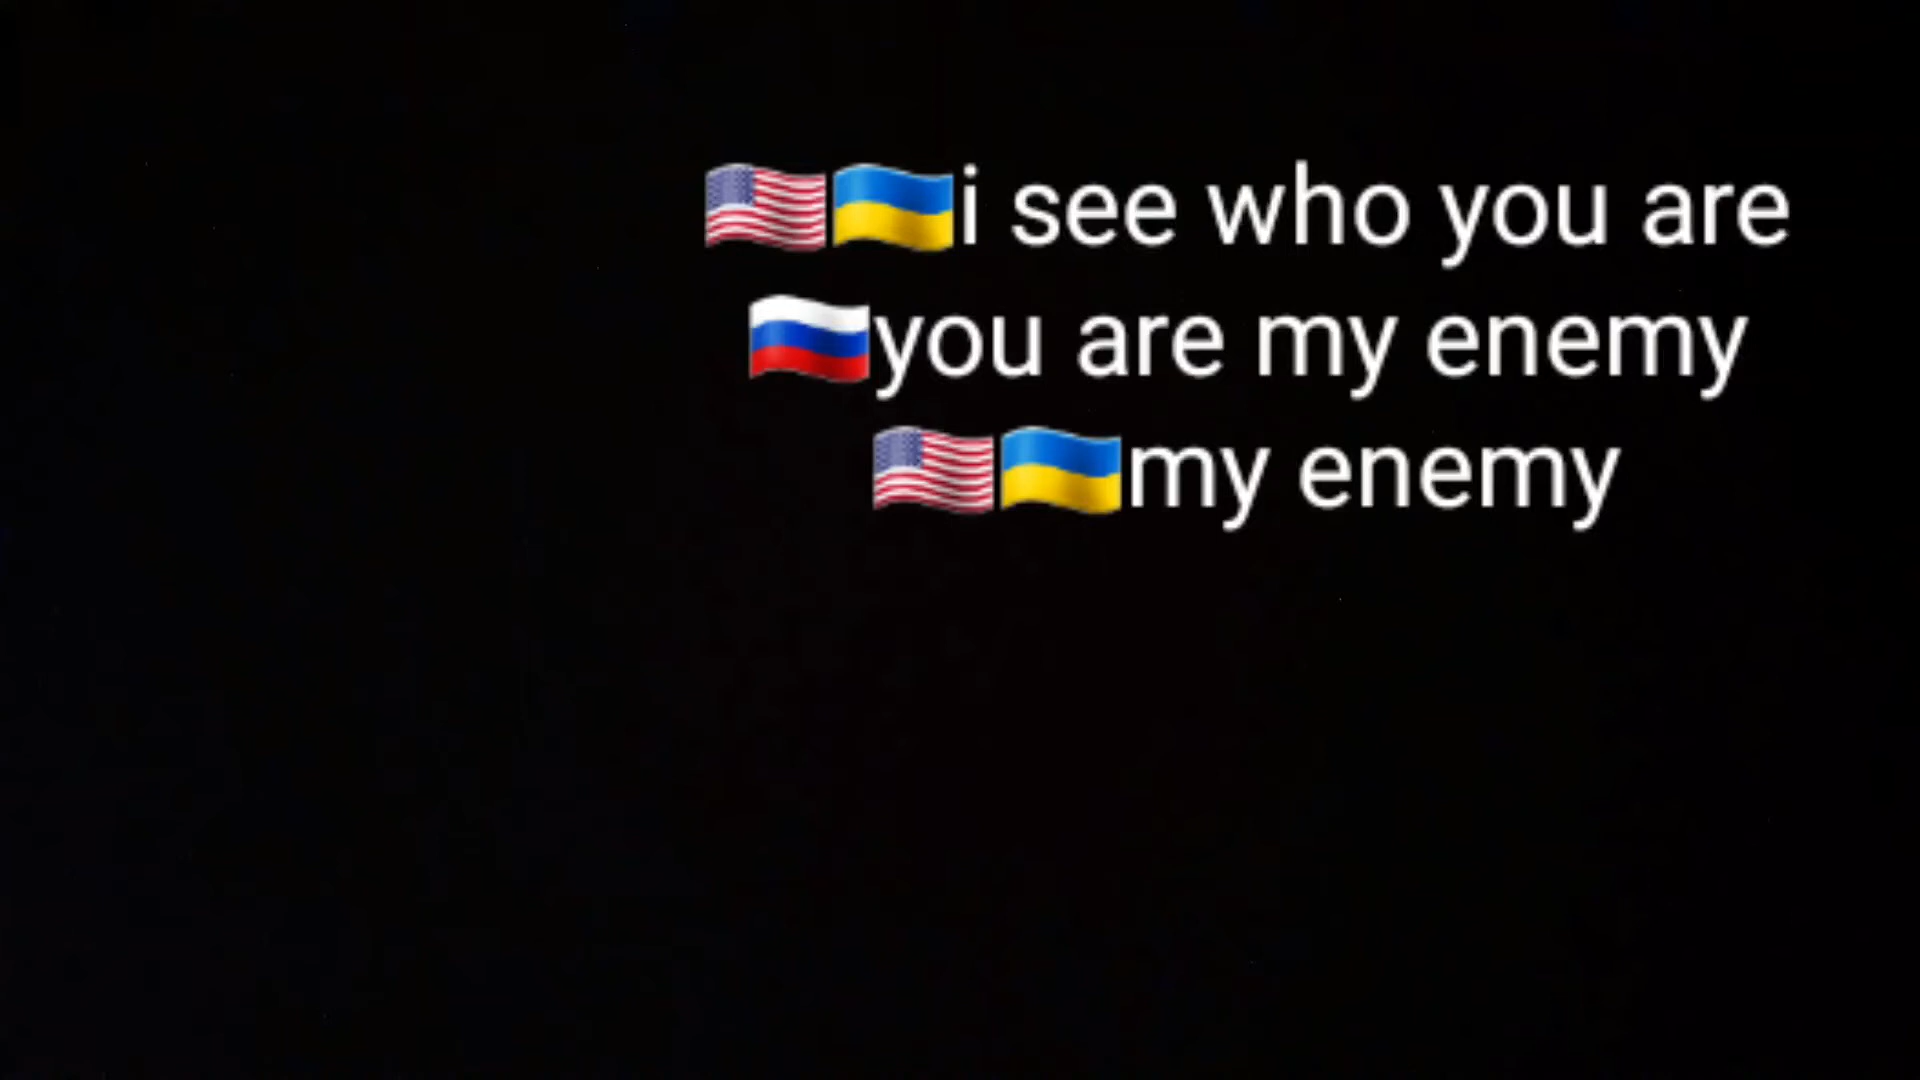 🇺🇸🇺🇦i see who you are
🇷🇺you are my enemy
🇺🇸🇺🇦my enemy